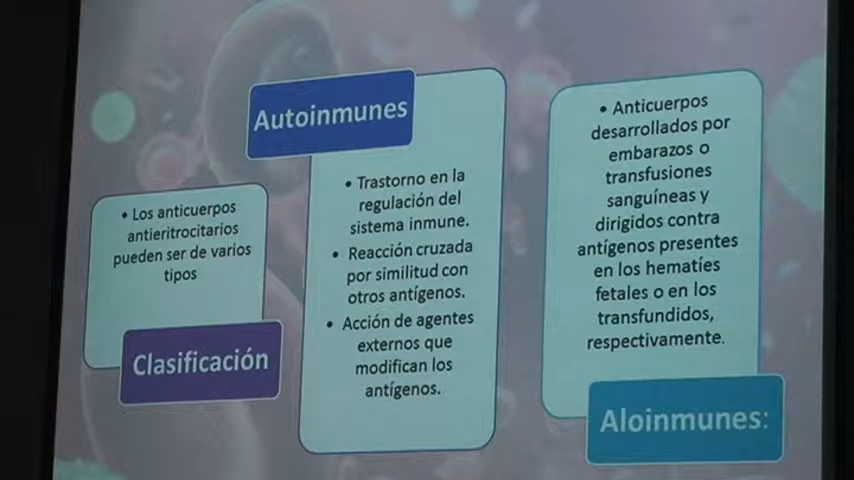 • Los anticuerpos
antieritrocitarios
pueden ser de varios
tipos
Clasificación
Autoinmunes
• Trastorno en la
regulación del
sistema inmune.
• Reacción cruzada
por similitud con
otros antígenos.
• Acción de agentes
externos que
modifican los
antígenos.
• Anticuerpos
desarrollados por
embarazos o
transfusiones
sanguíneas y
dirigidos contra
antígenos presentes
en los hematíes
fetales o en los
transfundidos,
respectivamente.
Aloinmunes: